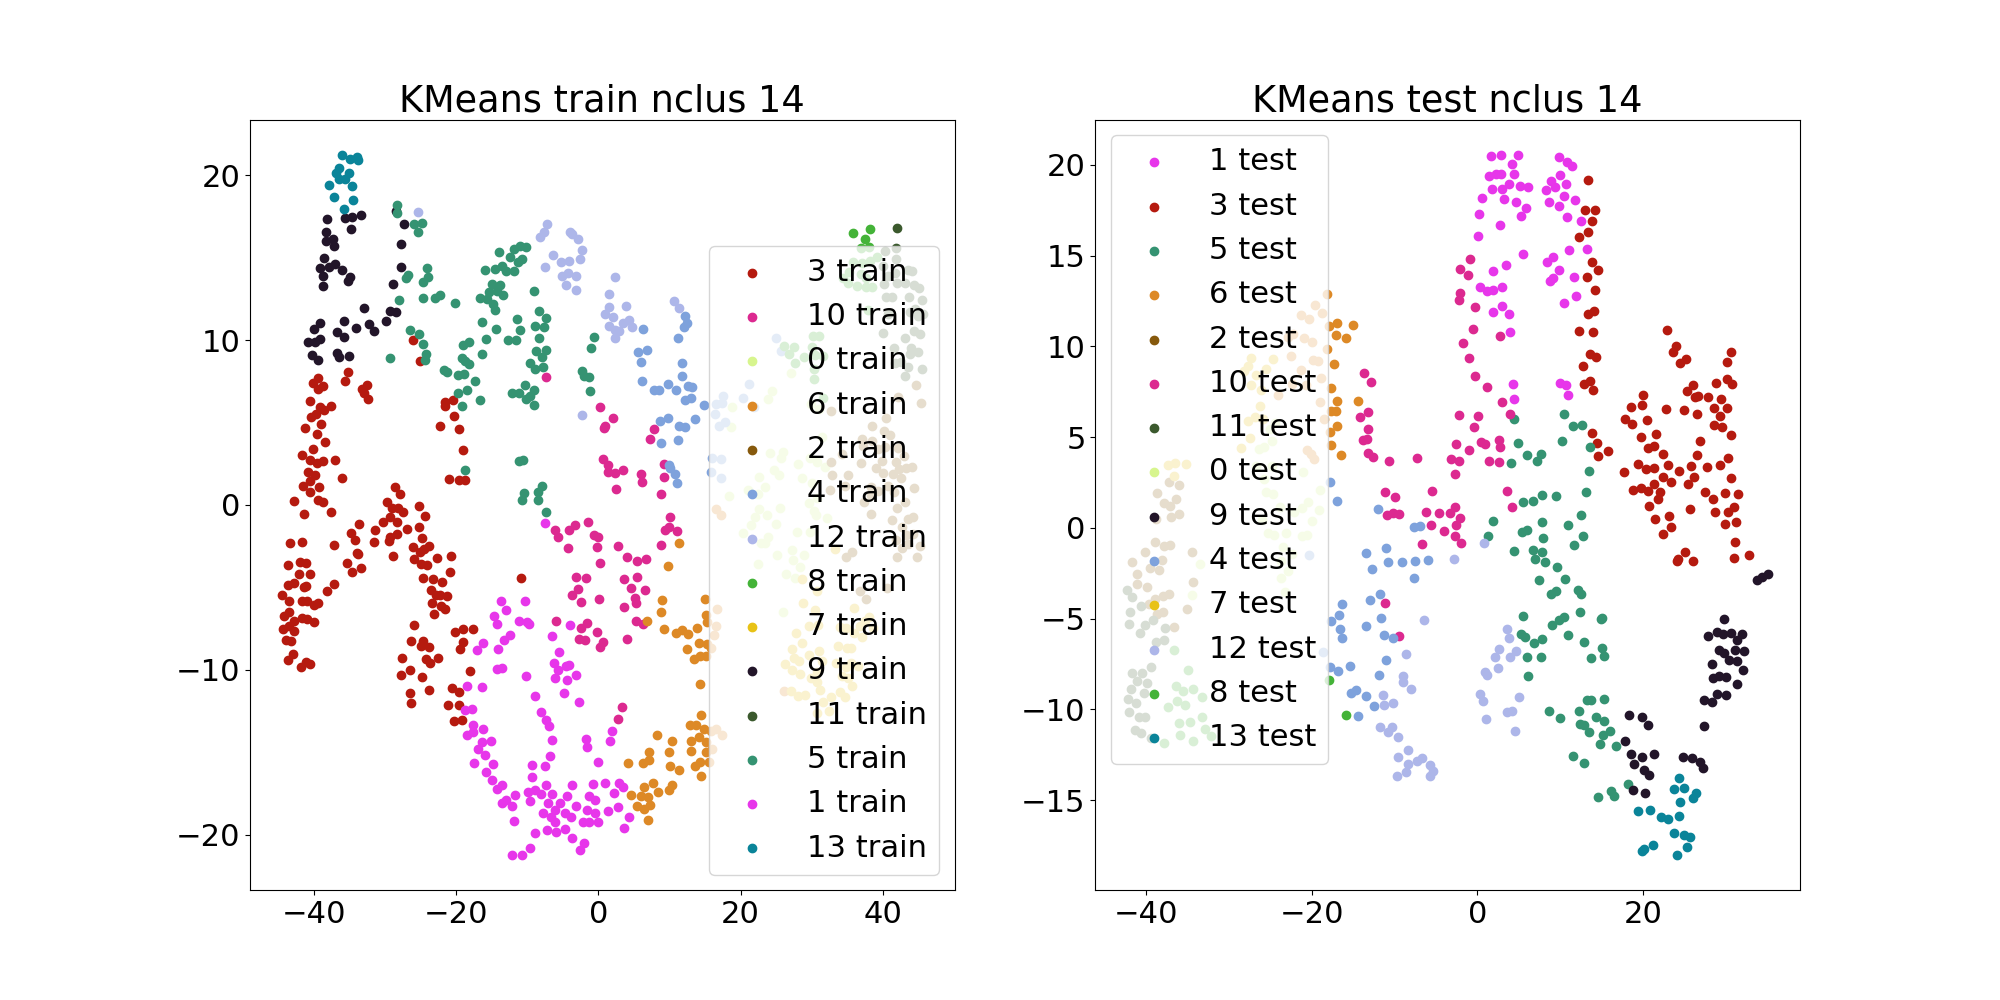 KMeans train nclus 14
20
10
0
−10
−20
−40
−20
0
20
40
3 train
10 train
0 train
6 train
2 train
4 train
12 train
8 train
7 train
9 train
11 train
5 train
1 train
13 train
KMeans test nclus 14
20
15
10
5
0
−5
−10
−15
−40
−20
0
20
1 test
3 test
5 test
6 test
2 test
10 test
11 test
0 test
9 test
4 test
7 test
12 test
8 test
13 test